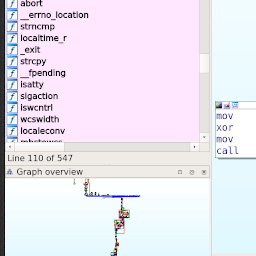 abort
__errno_location
strncmp
localtime_r
_exit
strcpy
__fpending
isatty
sigaction
iswcntrl
wcswidth
localeconv
mbstowcs
Line 110 of 547
Graph overview
mov
xor
mov
call